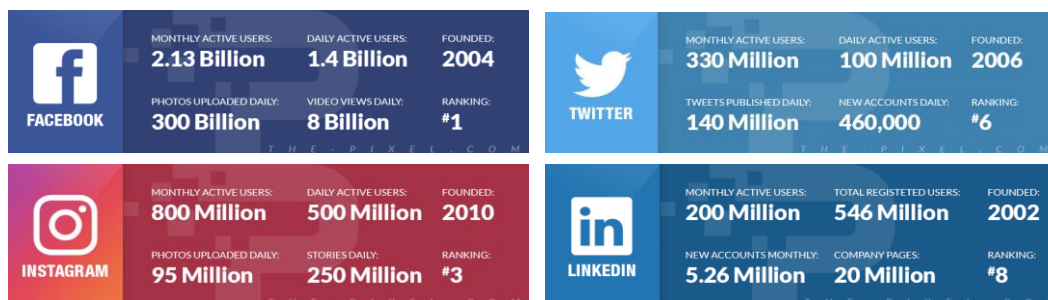 MONTHLY ACTIVE USERS: DAILY ACTIVE USERS: FOUNDED:
2.13 Billion 1.4 Billion 2004
PHOTOS UPLOADED DAILY: VIDEO VIEWS DAILY: RANKING:
300 Billion 8 Billion #1
FACEBOOK
THE-PIXEL.COM
MONTHLY ACTIVE USERS: DAILY ACTIVE USERS: FOUNDED:
330 Million 100 Million 2006
TWEETS PUBLISHED DAILY: NEW ACCOUNTS DAILY: RANKING:
140 Million 460,000 #6
TWITTER
THE-PIXEL.COM
MONTHLY ACTIVE USERS: DAILY ACTIVE USERS: FOUNDED:
800 Million 500 Million 2010
PHOTOS UPLOADED DAILY: STORIES DAILY: RANKING:
95 Million 250 Million #3
INSTAGRAM
in
MONTHLY ACTIVE USERS: TOTAL REGISTETED USERS: FOUNDED:
200 Million 546 Million 2002
NEW ACCOUNTS MONTHLY: COMPANY PAGES: RANKING:
5.26 Million 20 Million #8
LINKEDIN